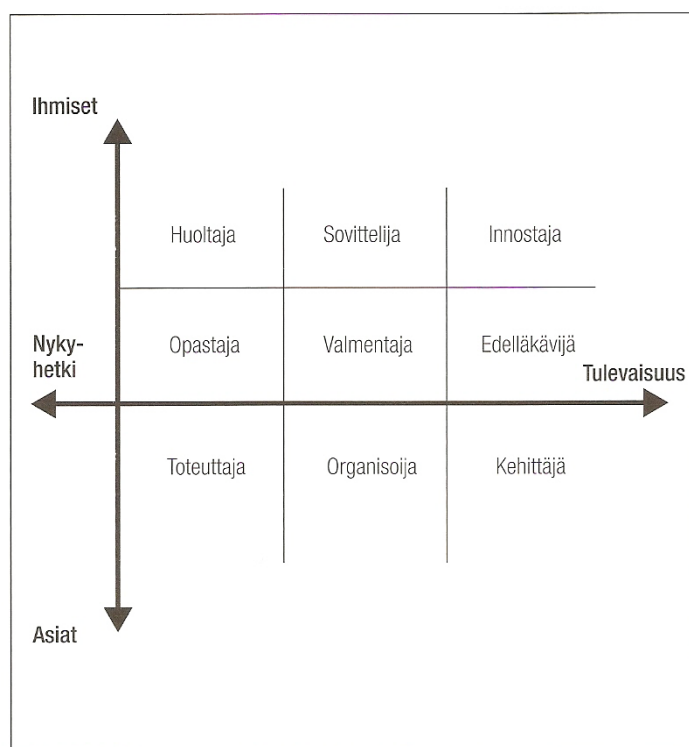 Ihmiset
Huoltaja Sovittelija Innostaja
Nyky-
hetki
Opastaja Valmentaja Edelläkävijä
Tulevaisuus
Toteuttaja Organisoija Kehittäjä
Asiat